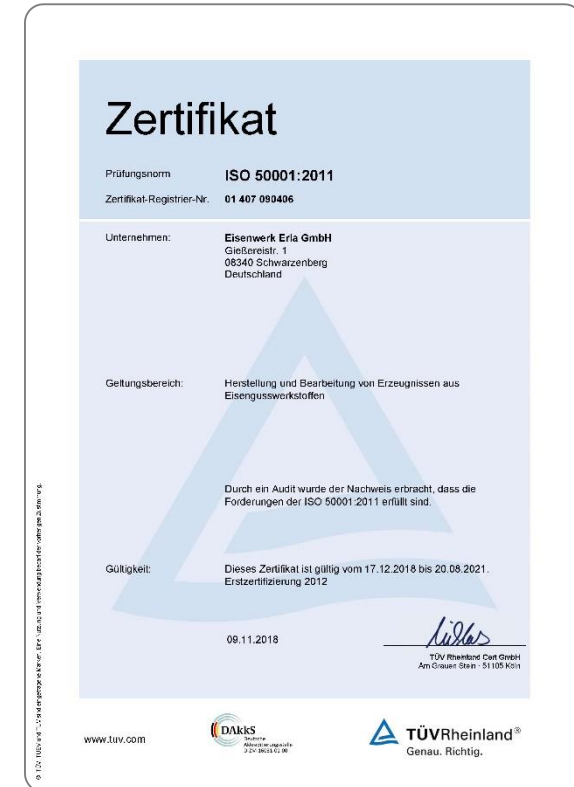 Zertifikat
Prüfungsnorm ISO 50001:2011
Zertifikat-Registrier-Nr. 01 407 090406
Unternehmen: Eisenwerk Erla GmbH
Gießereistr. 1
08340 Schwarzenberg
Deutschland
Geltungsbereich: Herstellung und Bearbeitung von Erzeugnissen aus
Eisengusswerkstoffen
Durch ein Audit wurde der Nachweis erbracht, dass die
Forderungen der ISO 50001:2011 erfüllt sind.
Gültigkeit: Dieses Zertifikat ist gültig vom 17.12.2018 bis 20.08.2021.
Erstzertifizierung 2012
09.11.2018
TÜV Rheinland Cert GmbH
Am Grauen Stein · 51105 Köln
www.tuv.com
DAkkS
Deutsche
Akkreditierungsstelle
TÜVRheinland®
Genau. Richtig.